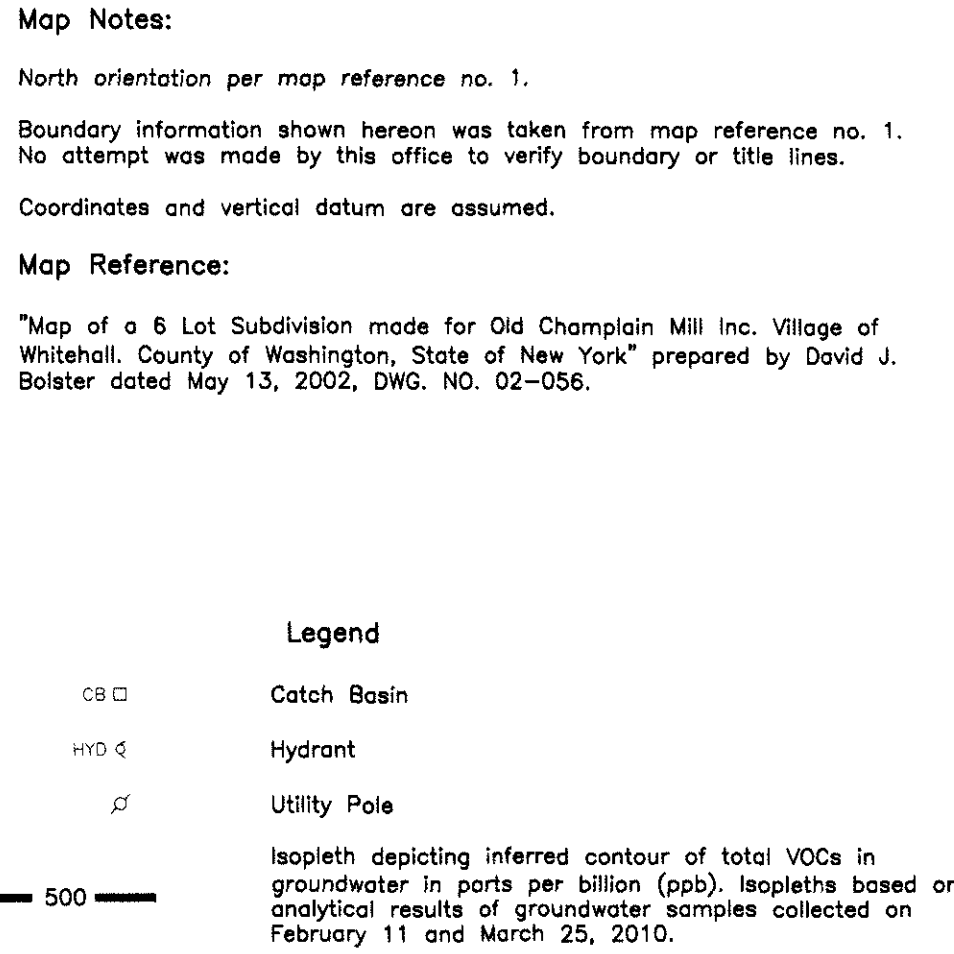 Map Notes:
North orientation per map reference no. 1.
Boundary information shown hereon was taken from map reference no. 1.
No attempt was made by this office to verify boundary or title lines.
Coordinates and vertical datum are assumed.
Map Reference:
"Map of a 6 Lot Subdivision made for Old Champlain Mill Inc. Village of
Whitehall. County of Washington, State of New York" prepared by David J.
Bolster dated May 13, 2002, DWG. NO. 02-056.
Legend
CB Catch Basin
HYD Hydrant
Utility Pole
Isopleth depicting inferred contour of total VOCs in
500 groundwater in parts per billion (ppb). Isopleths based on
analytical results of groundwater samples collected on
February 11 and March 25, 2010.